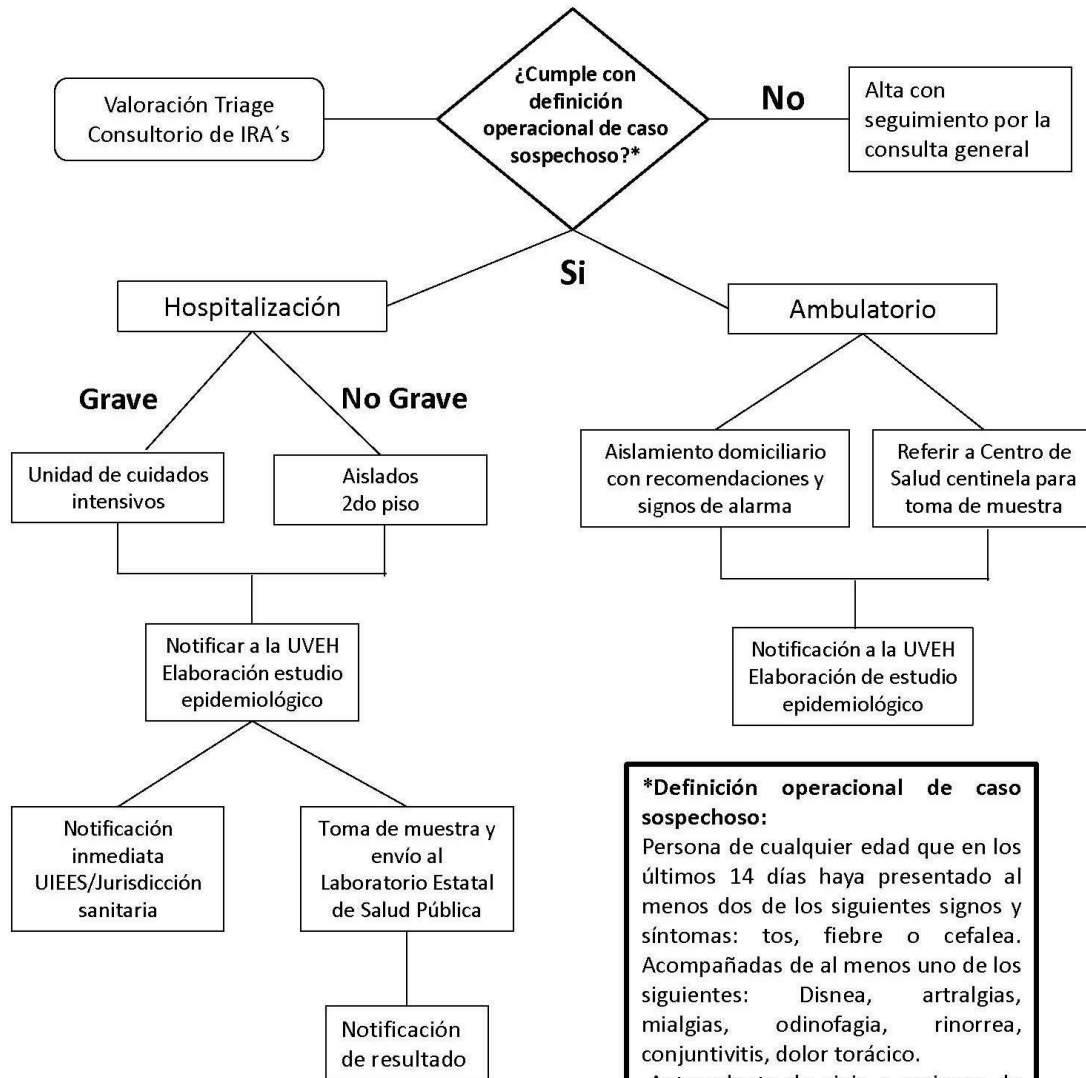 Valoración Triage
Consultorio de IRA´s
¿Cumple con
definición
operacional de caso
sospechoso?*
No
Alta con
seguimiento por la
consulta general
Si
Hospitalización
Ambulatorio
Grave
No Grave
Unidad de cuidados
intensivos
Aislados
2do piso
Aislamiento domiciliario
con recomendaciones y
signos de alarma
Referir a Centro de
Salud centinela para
toma de muestra
Notificar a la UVEH
Elaboración estudio
epidemiológico
Notificación a la UVEH
Elaboración de estudio
epidemiológico
Notificación
inmediata
UIEES/Jurisdicción
sanitaria
Toma de muestra y
envío al
Laboratorio Estatal
de Salud Pública
Notificación
de resultado
*Definición operacional de caso
sospechoso:
Persona de cualquier edad que en los
últimos 14 días haya presentado al
menos dos de los siguientes signos y
síntomas: tos, fiebre o cefalea.
Acompañadas de al menos uno de los
siguientes: Disnea, artralgias,
mialgias, odinofagia, rinorrea,
conjuntivitis, dolor torácico.